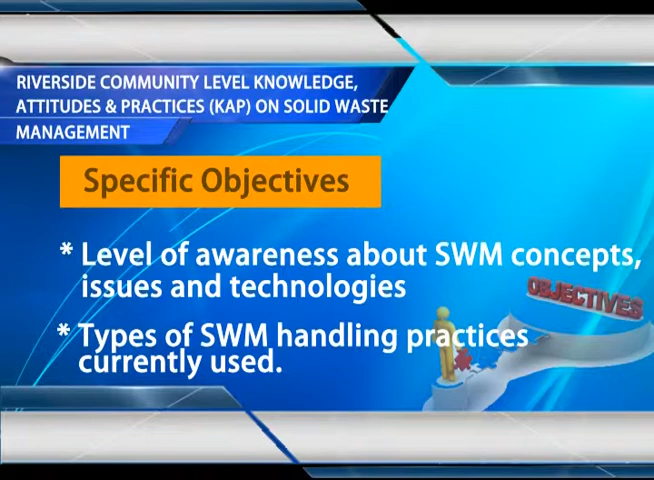 RIVERSIDE COMMUNITY LEVEL KNOWLEDGE,
ATTITUDES & PRACTICES (KAP) ON SOLID WASTE
MANAGEMENT
Specific Objectives
* Level of awareness about SWM concepts,
issues and technologies
OBJECTIVES
* Types of SWM handling practices
currently used.